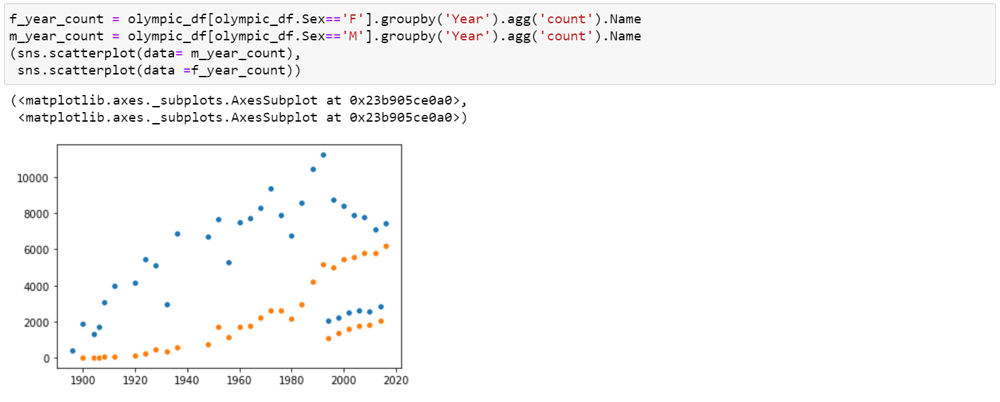 f_year_count = olympic_df[olympic_df.Sex=='F'].groupby('Year').agg('count').Name
m_year_count = olympic_df[olympic_df.Sex=='M'].groupby('Year').agg('count').Name
(sns.scatterplot(data= m_year_count),
 sns.scatterplot(data =f_year_count))
(<matplotlib.axes._subplots.AxesSubplot at 0x23b905ce0a0>,
 <matplotlib.axes._subplots.AxesSubplot at 0x23b905ce0a0>)
10000
8000
6000
4000
2000
0
1900 1920 1940 1960 1980 2000 2020